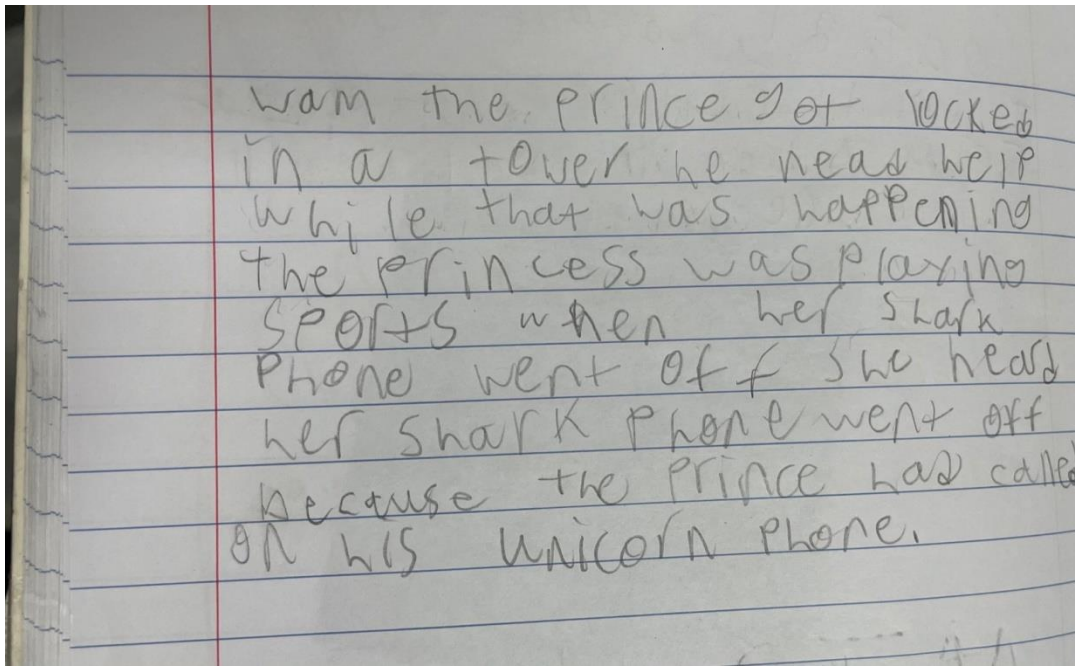 wam the prince got locked
in a tower he nead help
while that was happening
the princess was playing
sports when her shark
phone went off she heard
her shark phone went off
because the prince had called
on his unicorn phone.